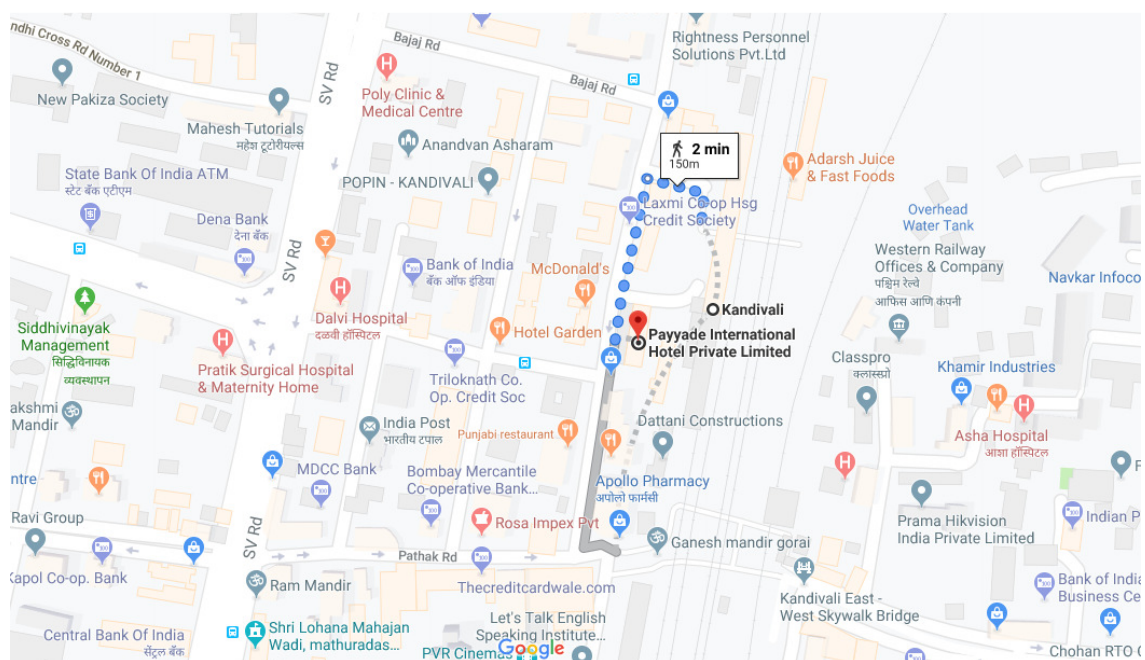 ndhi Cross Rd Number 1
New Pakiza Society
Mahesh Tutorials
महेश टूटोरीयल्स
SV Rd
Bajaj Rd
Poly Clinic &
Medical Centre
Anandvan Asharam
POPIN - KANDIVALI
Bajaj Rd
Rightness Personnel
Solutions Pvt.Ltd
2 min
150m
Adarsh Juice
& Fast Foods
Laxmi Co-op Hsg
Credit Society
State Bank Of India ATM
स्टेट बँक एटीएम
Dena Bank
देना बँक
SV Rd
Bank of India
बँक ऑफ इंडिया
McDonald's
Overhead
Water Tank
Western Railway
Offices & Company
पश्चिम रेल्वे
आफिस आणि कंपनी
Navkar Infoco
Siddhivinayak
Management
सिद्धिविनायक
व्यवस्थापन
Dalvi Hospital
दळवी हॉस्पिटल
Hotel Garden
Kandivali
Payyade International
Hotel Private Limited
Pratik Surgical Hospital
& Maternity Home
Triloknath Co.
Op. Credit Soc
Classpro
क्लासप्रो
Khamir Industries
akshmi
Mandir
India Post
भारतीय टपाल
Punjabi restaurant
Dattani Constructions
Asha Hospital
आशा हॉस्पिटल
ntre
MDCC Bank
Bombay Mercantile
Co-operative Bank...
Apollo Pharmacy
अपोलो फार्मसी
Ravi Group
SV Rd
Rosa Impex Pvt
Prama Hikvision
India Private Limited
Indian P
Pathak Rd
Ganesh mandir gorai
Kapol Co-op. Bank
Ram Mandir
Thecreditcardwale.com
Kandivali East -
West Skywalk Bridge
Bank of India
Business Ce
Central Bank Of India
सेंट्रल बँक
Shri Lohana Mahajan
Wadi, mathuradas...
Let's Talk English
Speaking Institute...
PVR Cinemas
Google
Chohan RTO C